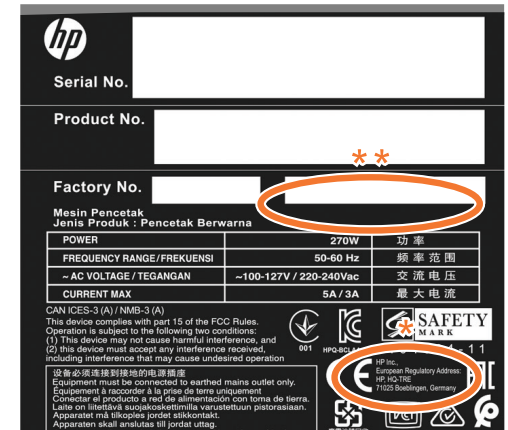 hp
Serial No.
Product No.
**
Factory No.
Mesin Pencetak
Jenis Produk : Pencetak Berwarna
POWER 270W 功率
FREQUENCY RANGE/FREKUENSI 50-60 Hz 频率范围
~ AC VOLTAGE / TEGANGAN ~100-127V / 220-240Vac 交流电压
CURRENT MAX 5A / 3A 最大电流
CAN ICES-3 (A) / NMB-3 (A)
This device complies with part 15 of the FCC Rules.
Operation is subject to the following two conditions:
(1) This device may not cause harmful interference, and
(2) this device must accept any interference received,
including interference that may cause undesired operation
001
SAFETY
MARK
*
设备必须连接到接地的电源插座
Equipment must be connected to earthed mains outlet only.
Équipement à raccorder à la prise de terre uniquement
Conectar el producto a red de alimentación con toma de tierra.
Laite on liitettävä suojakoskettimilla varustettuun pistorasiaan.
Apparatet må tilkoples jordet stikkontakt.
Apparaten skall anslutas till jordat uttag.
CE
HP Inc.,
European Regulatory Address:
HP, HQ-TRE
71025 Boeblingen, Germany